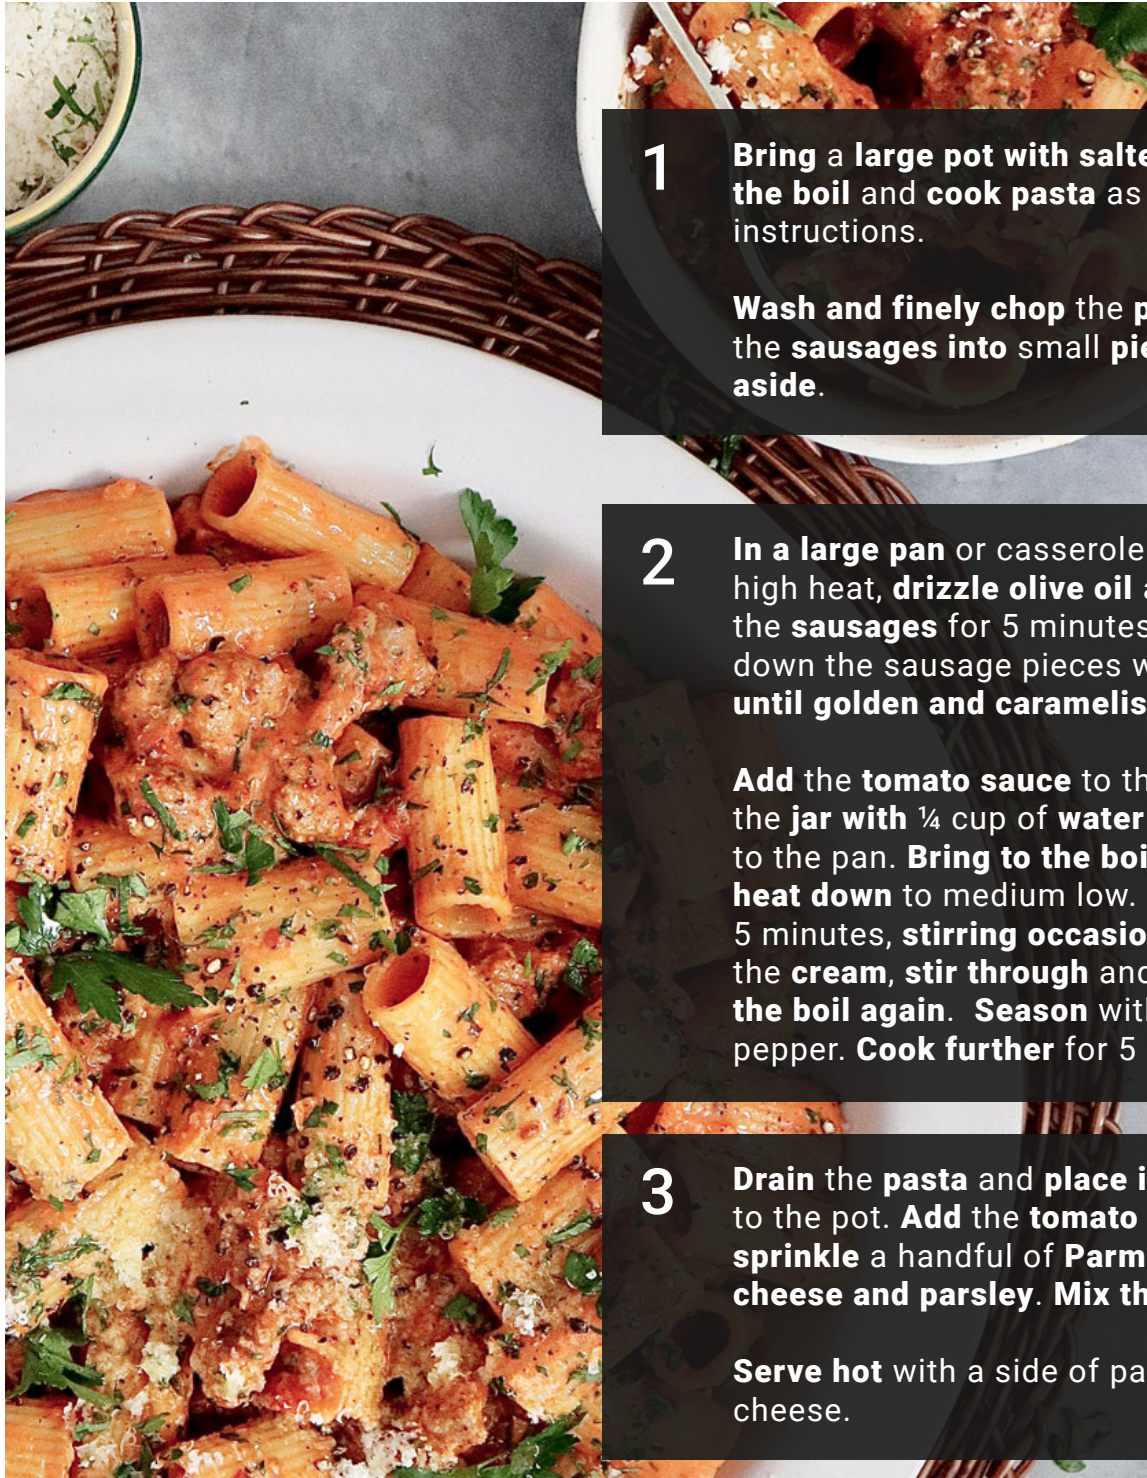 1
Bring a large pot with salte
the boil and cook pasta as
instructions.
Wash and finely chop the p
the sausages into small pie
aside.
2
In a large pan or casserole
high heat, drizzle olive oil a
the sausages for 5 minutes
down the sausage pieces w
until golden and caramelis
Add the tomato sauce to th
the jar with ¼ cup of water
to the pan. Bring to the boi
heat down to medium low.
5 minutes, stirring occasio
the cream, stir through and
the boil again. Season with
pepper. Cook further for 5
3
Drain the pasta and place i
to the pot. Add the tomato
sprinkle a handful of Parm
cheese and parsley. Mix th
Serve hot with a side of pa
cheese.